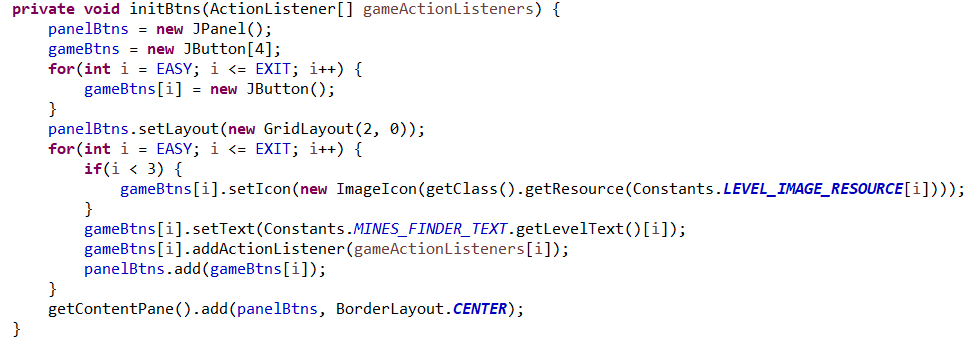 private void initBtns(ActionListener[] gameActionListeners) {
    panelBtns = new JPanel();
    gameBtns = new JButton[4];
    for(int i = EASY; i <= EXIT; i++) {
        gameBtns[i] = new JButton();
    }
    panelBtns.setLayout(new GridLayout(2, 0));
    for(int i = EASY; i <= EXIT; i++) {
        if(i < 3) {
            gameBtns[i].setIcon(new ImageIcon(getClass().getResource(Constants.LEVEL_IMAGE_RESOURCE[i])));
        }
        gameBtns[i].setText(Constants.MINES_FINDER_TEXT.getLevelText()[i]);
        gameBtns[i].addActionListener(gameActionListeners[i]);
        panelBtns.add(gameBtns[i]);
    }
    getContentPane().add(panelBtns, BorderLayout.CENTER);
}